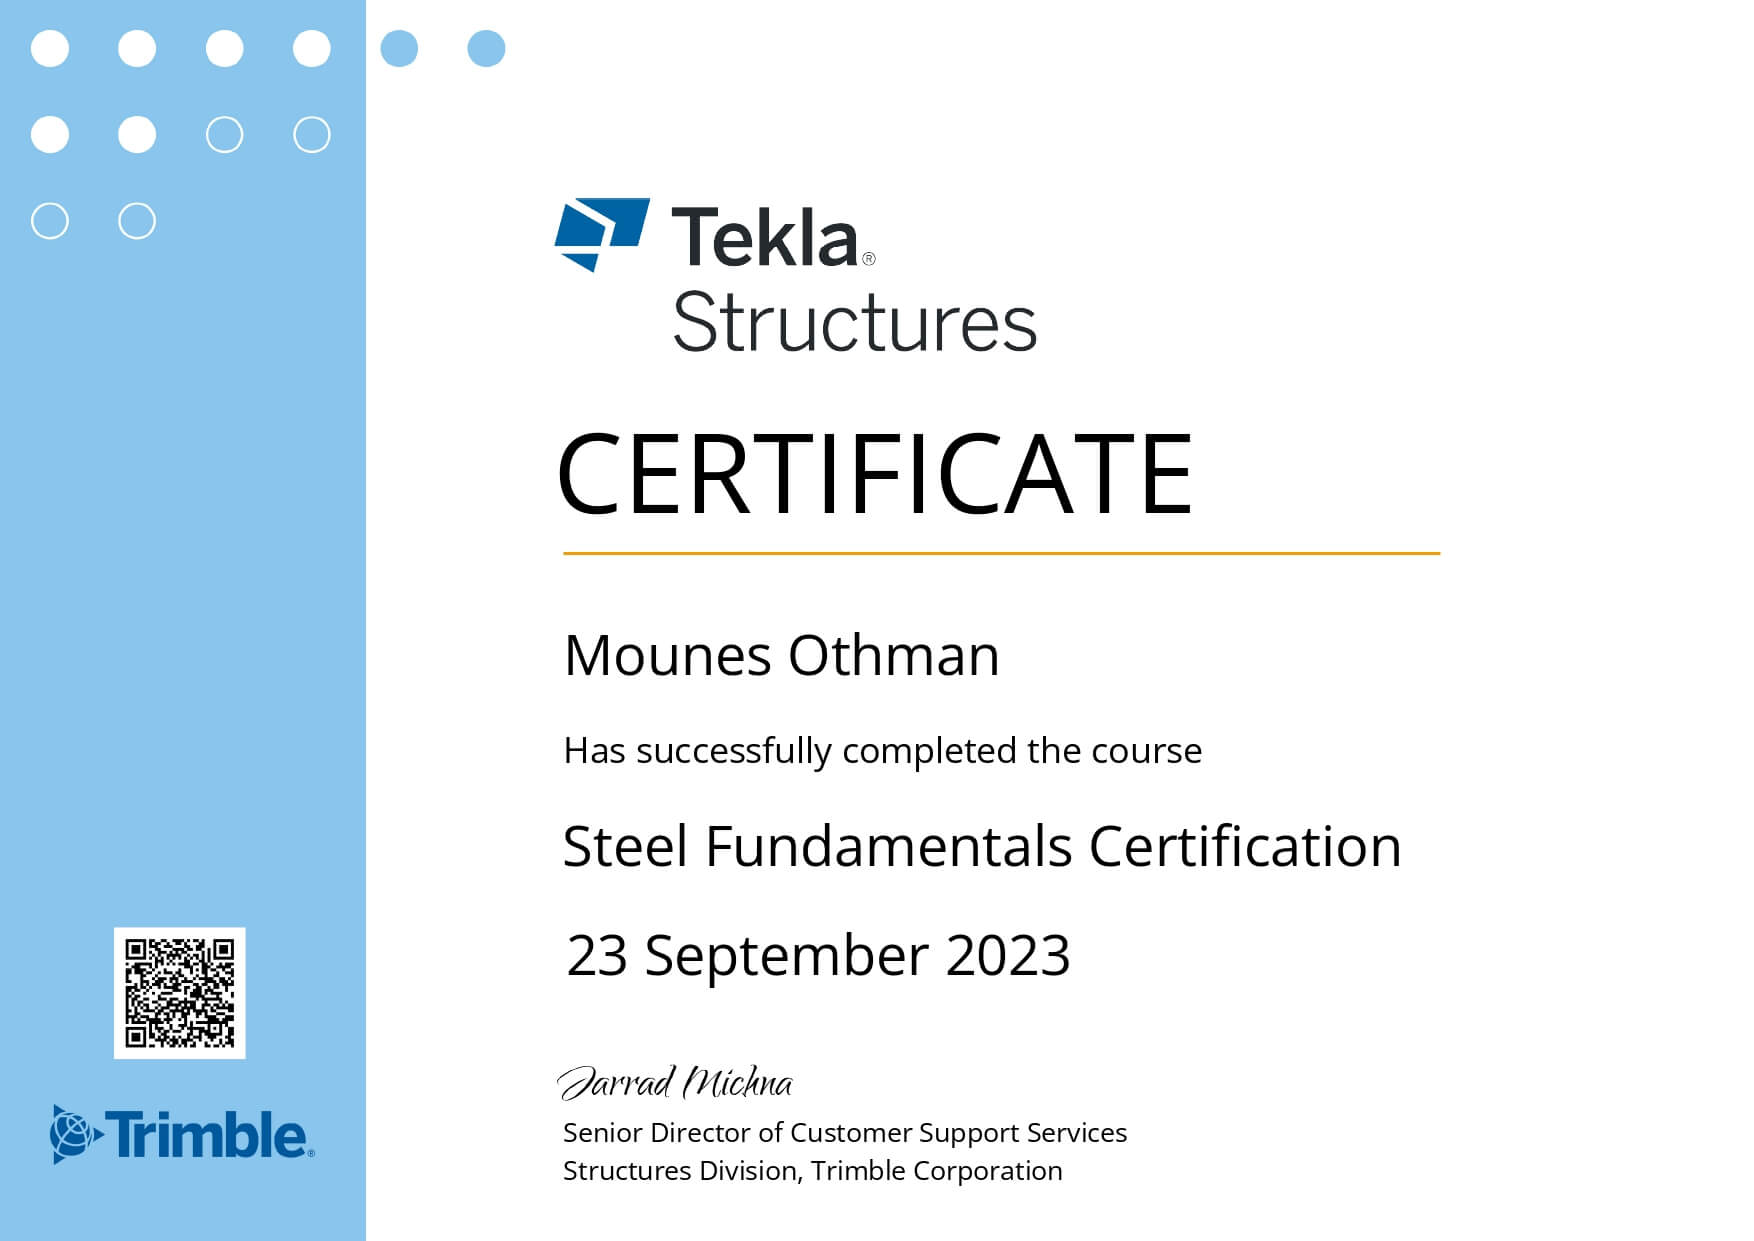 Tekla®
Structures
CERTIFICATE
Mounes Othman
Has successfully completed the course
Steel Fundamentals Certification
23 September 2023
Jarrad Michna
Senior Director of Customer Support Services
Structures Division, Trimble Corporation
Trimble®